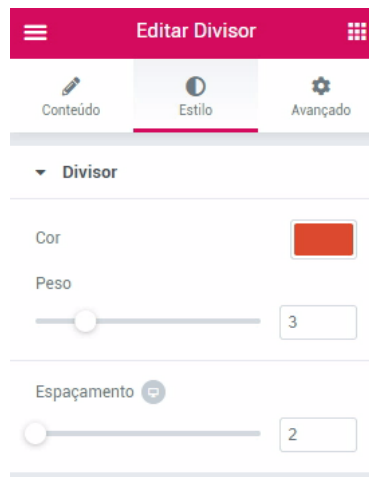 Editar Divisor
Conteúdo Estilo Avançado
Divisor
Cor
Peso
3
Espaçamento
2